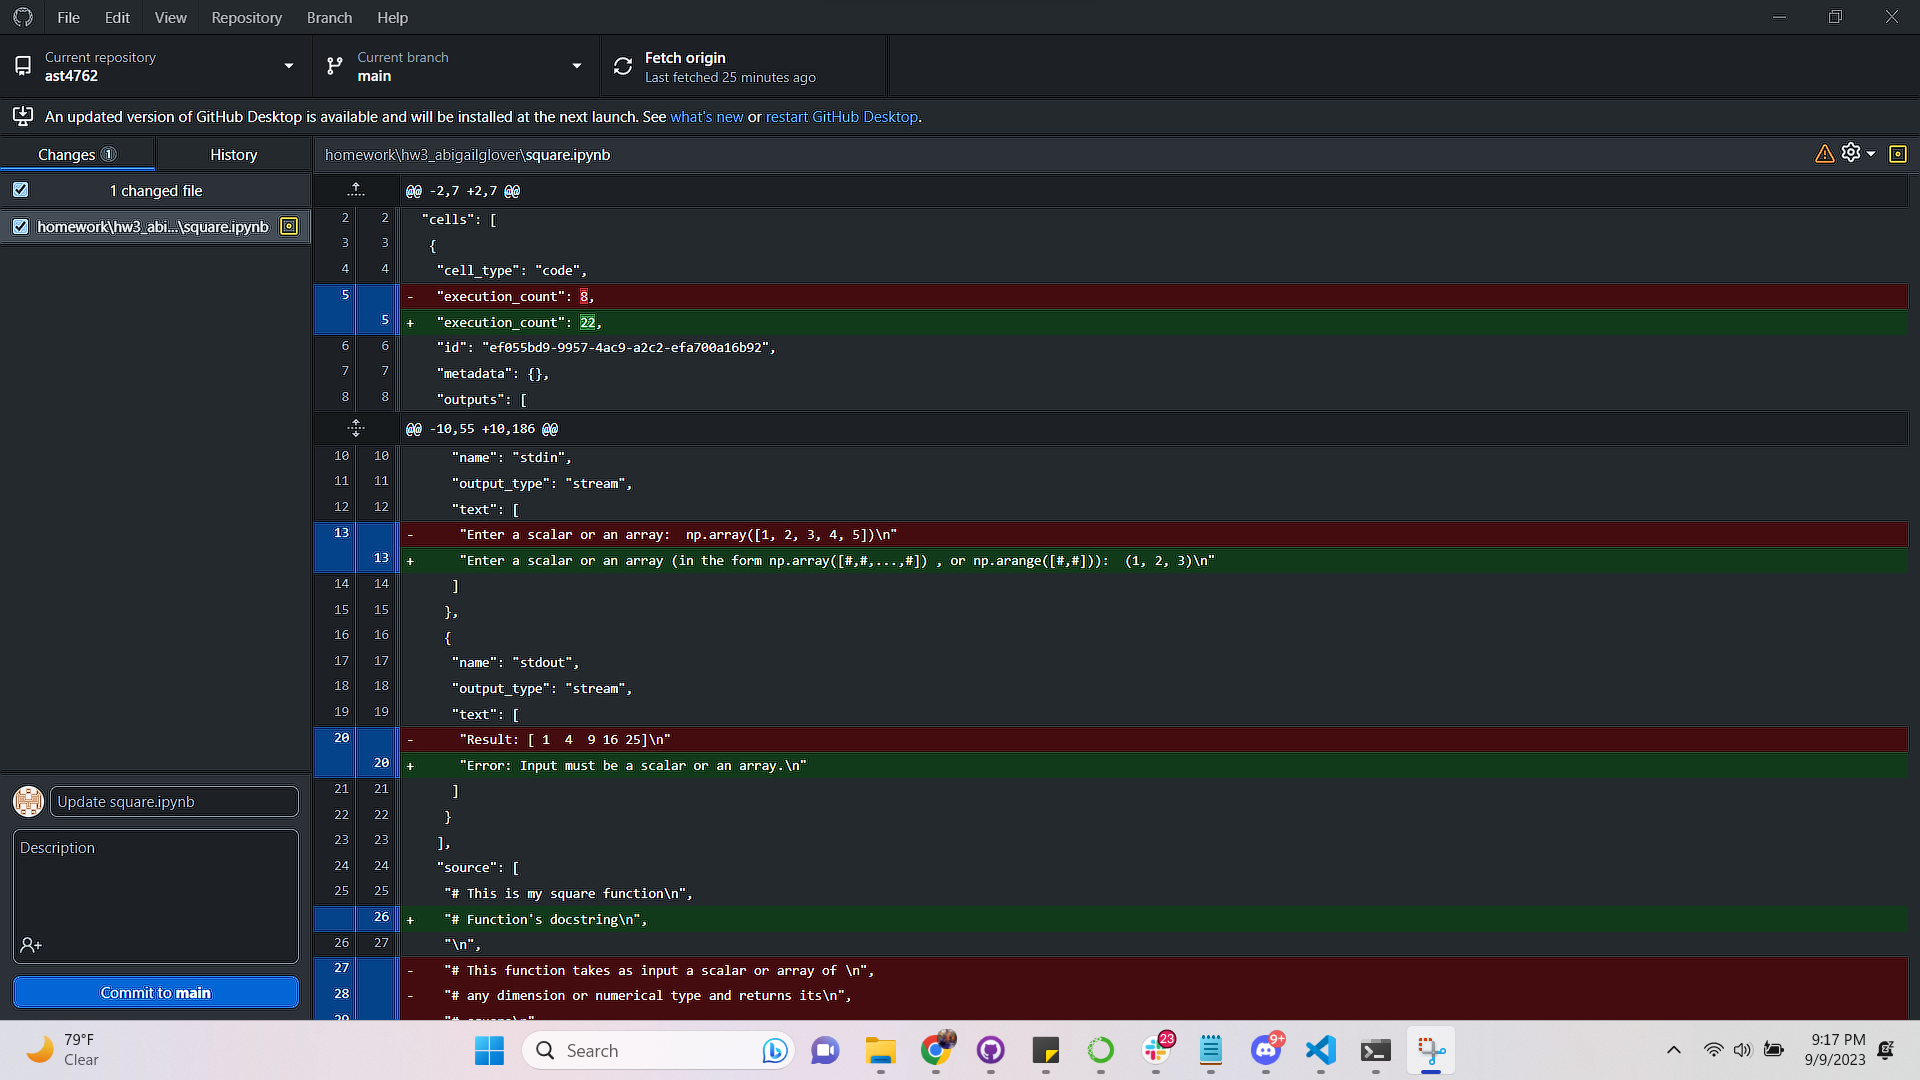 File Edit View Repository Branch Help
Current repository
ast4762
Current branch
main
Fetch origin
Last fetched 25 minutes ago
An updated version of GitHub Desktop is available and will be installed at the next launch. See what's new or restart GitHub Desktop.
Changes 1 History
homework\hw3_abigailglover\square.ipynb
1 changed file
homework\hw3_abi...\square.ipynb
@@ -2,7 +2,7 @@
2 2 "cells": [
3 3 {
4 4 "cell_type": "code",
5 - "execution_count": 8,
5 + "execution_count": 22,
6 6 "id": "ef055bd9-9957-4ac9-a2c2-efa700a16b92",
7 7 "metadata": {},
8 8 "outputs": [
@@ -10,55 +10,186 @@
10 10 "name": "stdin",
11 11 "output_type": "stream",
12 12 "text": [
13 - "Enter a scalar or an array:  np.array([1, 2, 3, 4, 5])\n"
13 + "Enter a scalar or an array (in the form np.array([#,#,...,#]) , or np.arange([#,#])):  (1, 2, 3)\n"
14 14 ]
15 15 },
16 16 {
17 17 "name": "stdout",
18 18 "output_type": "stream",
19 19 "text": [
20 - "Result: [ 1  4  9 16 25]\n"
20 + "Error: Input must be a scalar or an array.\n"
21 21 ]
22 22 }
23 23 ],
24 24 "source": [
25 25 "# This is my square function\n",
26 + "# Function's docstring\n",
26 27 "\n",
27 - "# This function takes as input a scalar or array of \n",
28 - "# any dimension or numerical type and returns its\n",
Update square.ipynb
Description
Commit to main
79°F
Clear
Search
23
9+
9:17 PM
9/9/2023